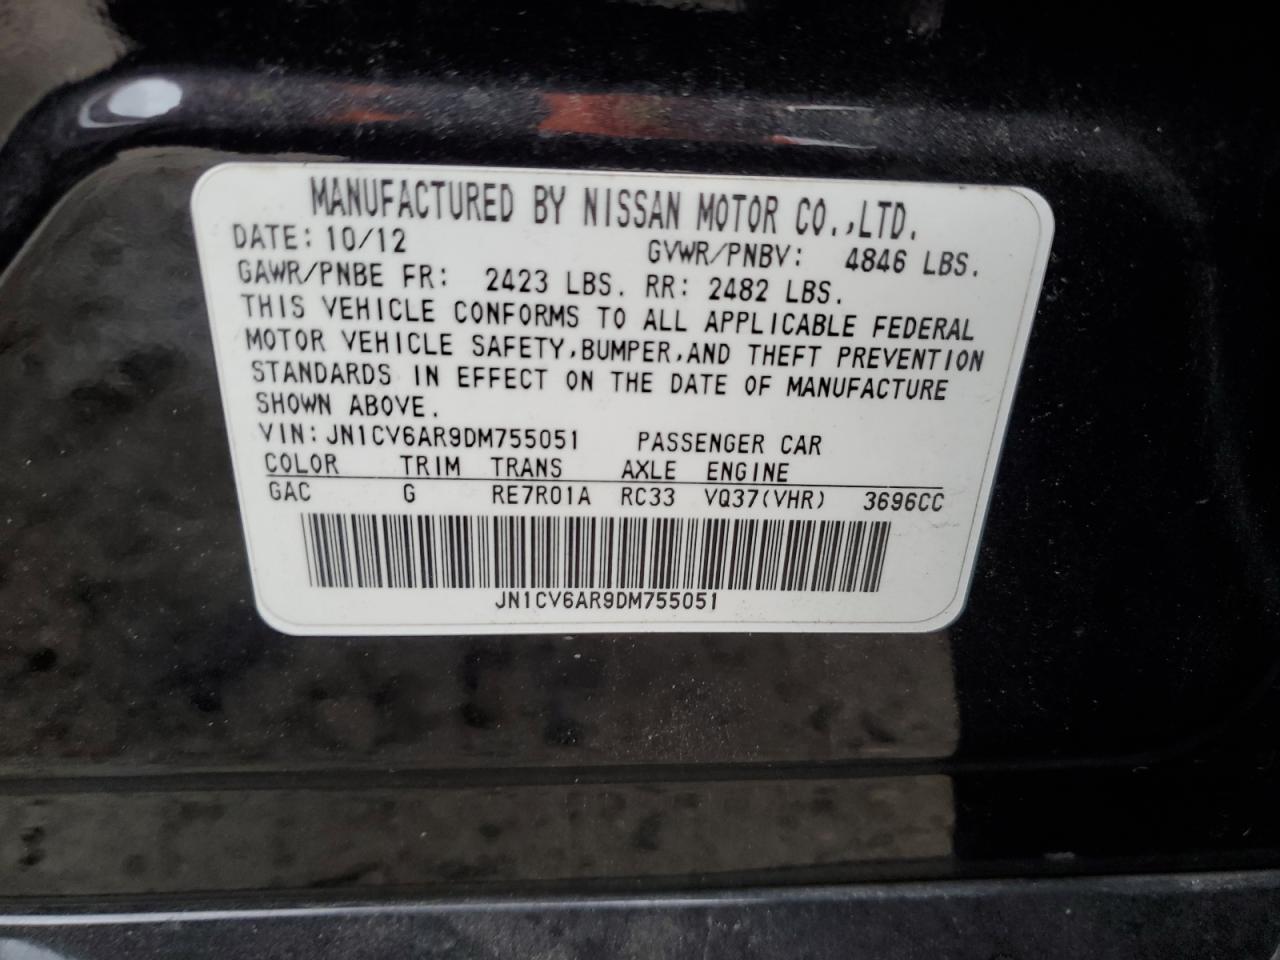 MANUFACTURED BY NISSAN MOTOR CO.,LTD.
DATE: 10/12 GVWR/PNBV: 4846 LBS.
GAWR/PNBE FR: 2423 LBS. RR: 2482 LBS.
THIS VEHICLE CONFORMS TO ALL APPLICABLE FEDERAL
MOTOR VEHICLE SAFETY,BUMPER,AND THEFT PREVENTION
STANDARDS IN EFFECT ON THE DATE OF MANUFACTURE
SHOWN ABOVE.
VIN:JN1CV6AR9DM755051 PASSENGER CAR
COLOR TRIM TRANS AXLE ENGINE
GAC G RE7R01A RC33 VQ37(VHR) 3696CC
JN1CV6AR9DM755051